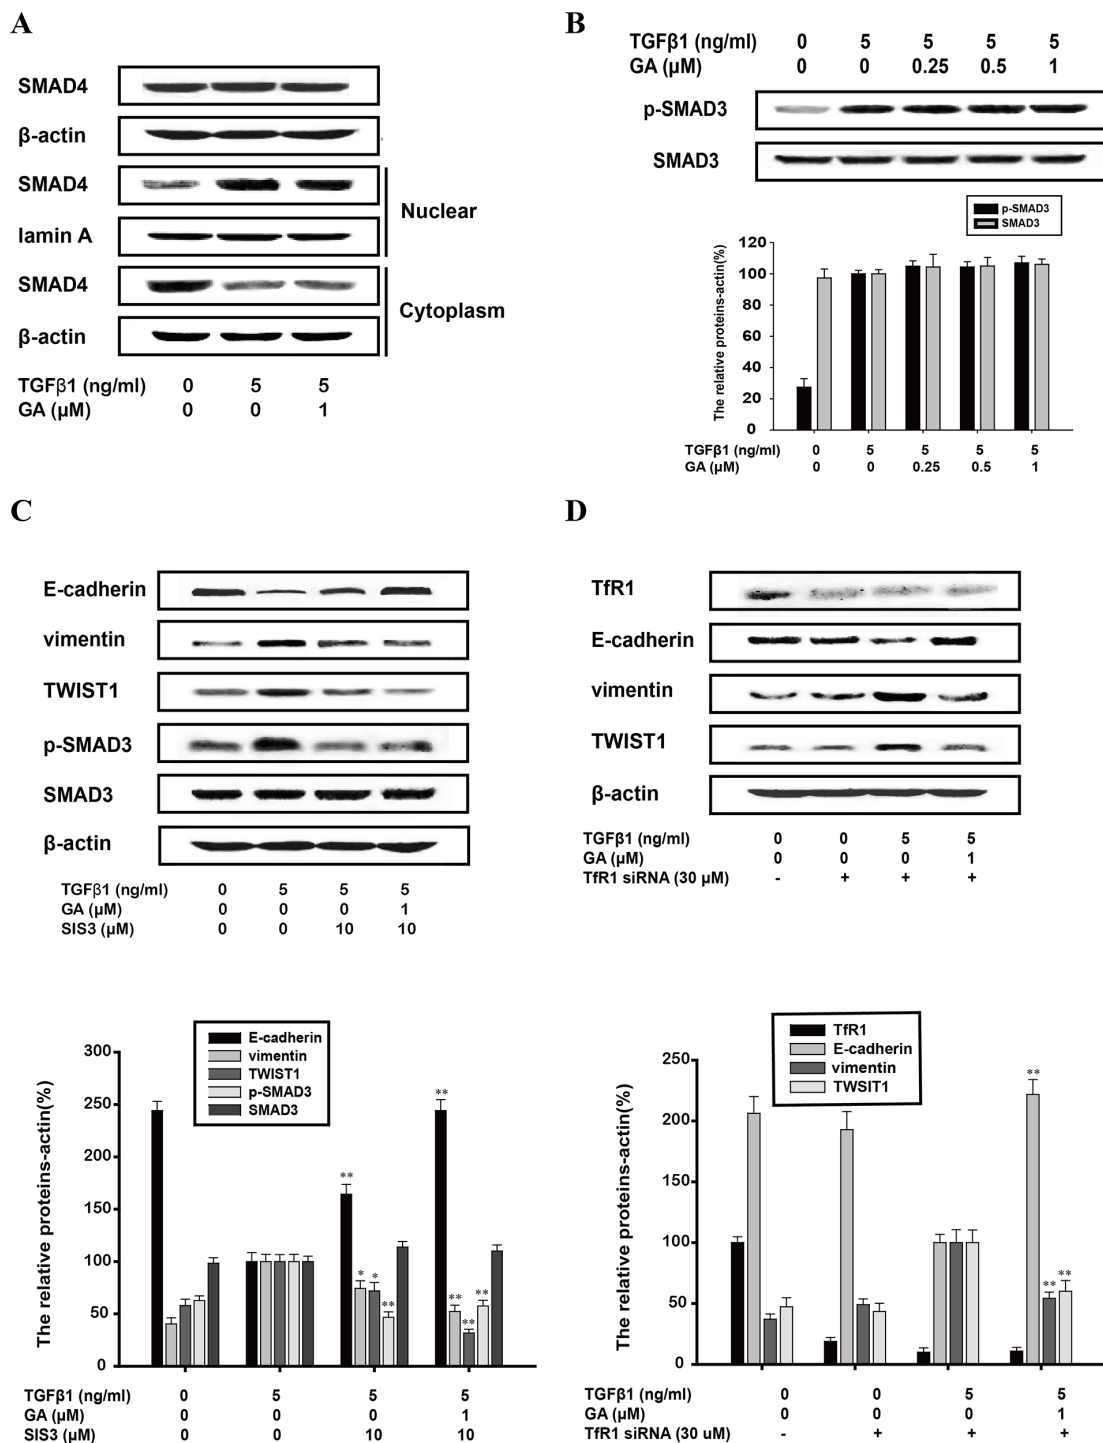 A
SMAD4
β-actin
SMAD4
lamin A
SMAD4
β-actin
Nuclear
Cytoplasm
TGFβ1 (ng/ml) 0 5 5
GA (μM) 0 0 1
B
TGFβ1 (ng/ml) 0 5 5 5 5
GA (μM) 0 0 0.25 0.5 1
p-SMAD3
SMAD3
p-SMAD3
SMAD3
The relative proteins-actin(%)
120
100
80
60
40
20
0
TGFβ1 (ng/ml) 0 5 5 5 5
GA (μM) 0 0 0.25 0.5 1
C
E-cadherin
vimentin
TWIST1
p-SMAD3
SMAD3
β-actin
TGFβ1 (ng/ml) 0 5 5 5
GA (μM) 0 0 0 1
SIS3 (μM) 0 0 10 10
E-cadherin
vimentin
TWIST1
p-SMAD3
SMAD3
The relative proteins-actin(%)
300
250
200
150
100
50
0
** * * ** ** ** ** **
TGFβ1 (ng/ml) 0 5 5 5
GA (μM) 0 0 0 1
SIS3 (μM) 0 0 10 10
D
TfR1
E-cadherin
vimentin
TWIST1
β-actin
TGFβ1 (ng/ml) 0 0 5 5
GA (μM) 0 0 0 1
TfR1 siRNA (30 μM) - + + +
TfR1
E-cadherin
vimentin
TWSIT1
The relative proteins-actin(%)
250
200
150
100
50
0
** ** **
TGFβ1 (ng/ml) 0 0 5 5
GA (μM) 0 0 0 1
TfR1 siRNA (30 uM) - + + +